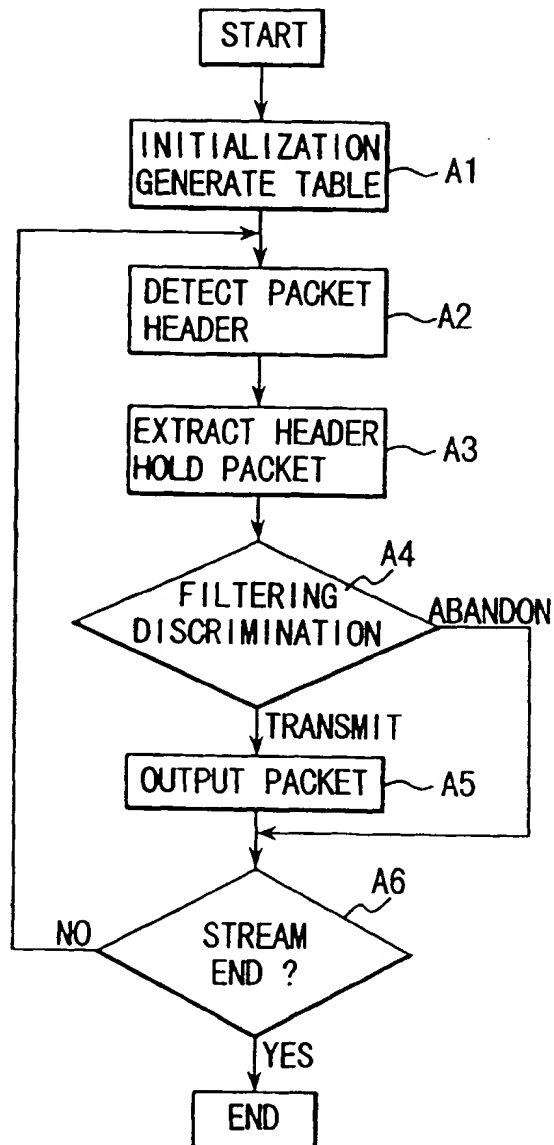 START
INITIALIZATION
GENERATE TABLE
A1
DETECT PACKET
HEADER
A2
EXTRACT HEADER
HOLD PACKET
A3
A4
FILTERING
DISCRIMINATION
ABANDON
TRANSMIT
OUTPUT PACKET
A5
A6
NO
STREAM
END ?
YES
END